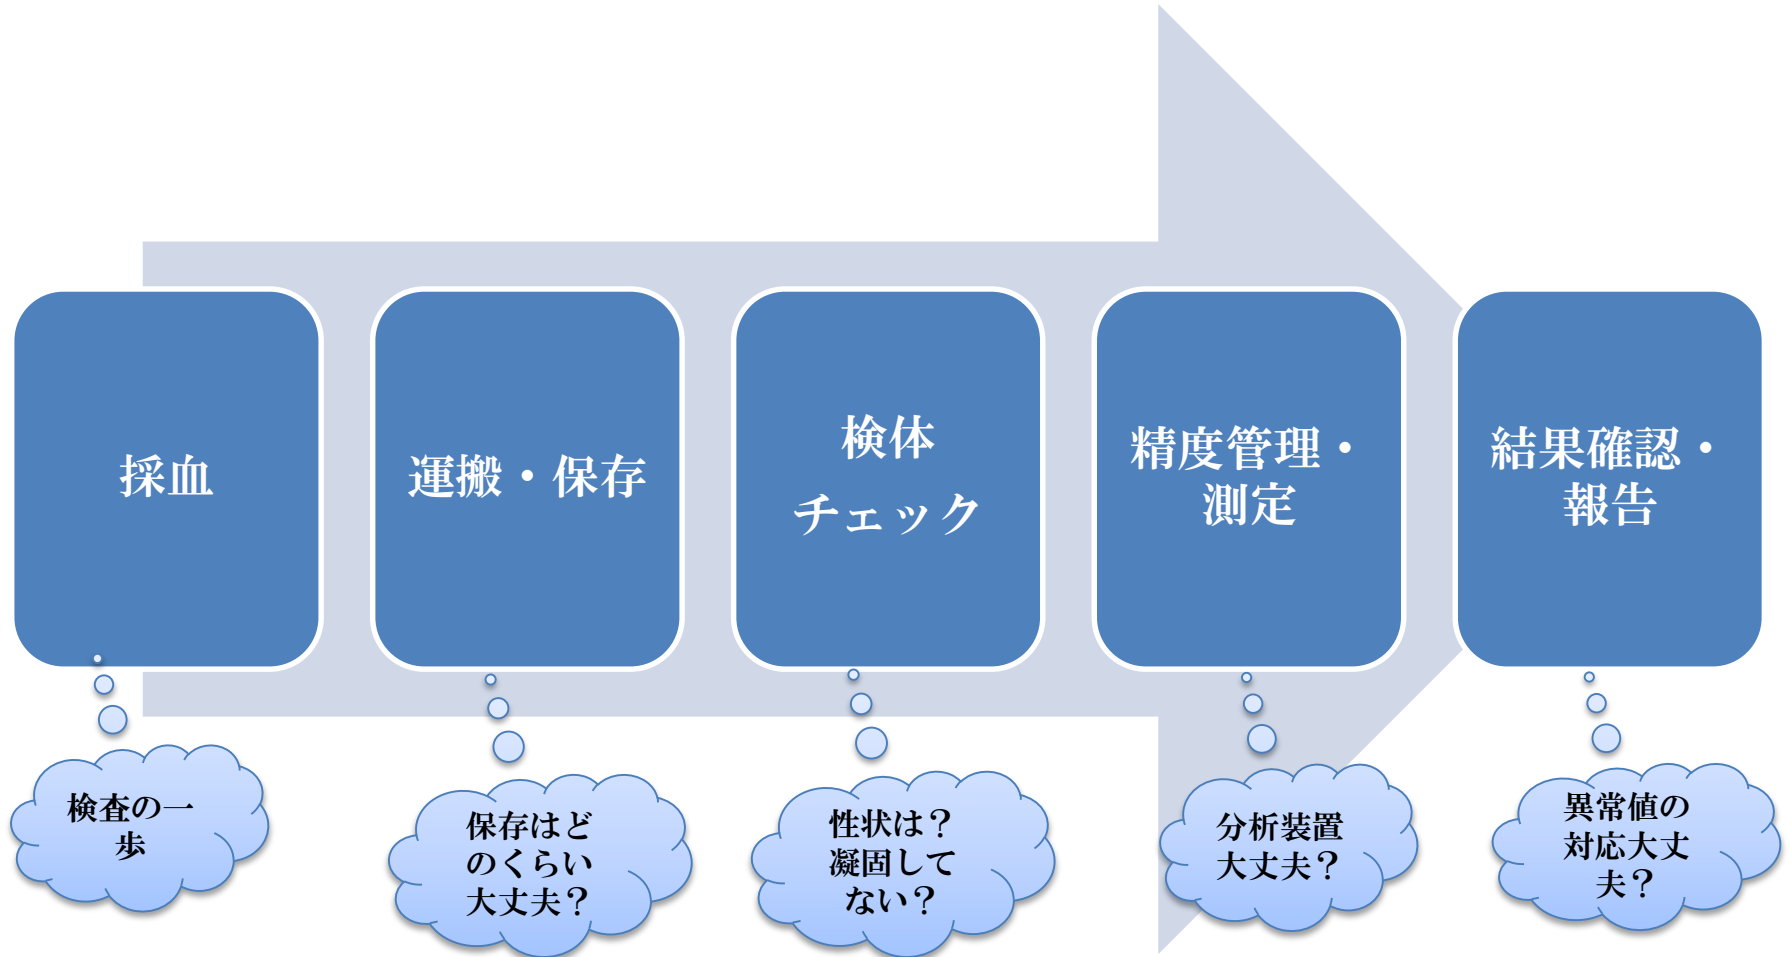 採血
運搬・保存
検体
チェック
精度管理・
測定
結果確認・
報告
検査の一
歩
保存はど
のくらい
大丈夫？
性状は？
凝固して
ない？
分析装置
大丈夫？
異常値の
対応大丈
夫？